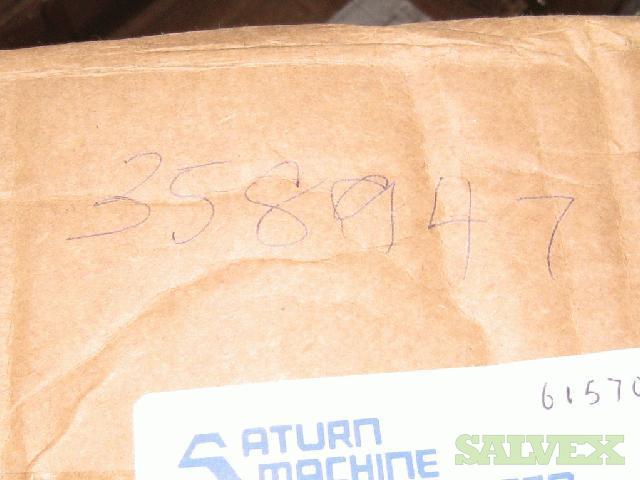 358947
61570
SATURN
MACHINE
SALVEX